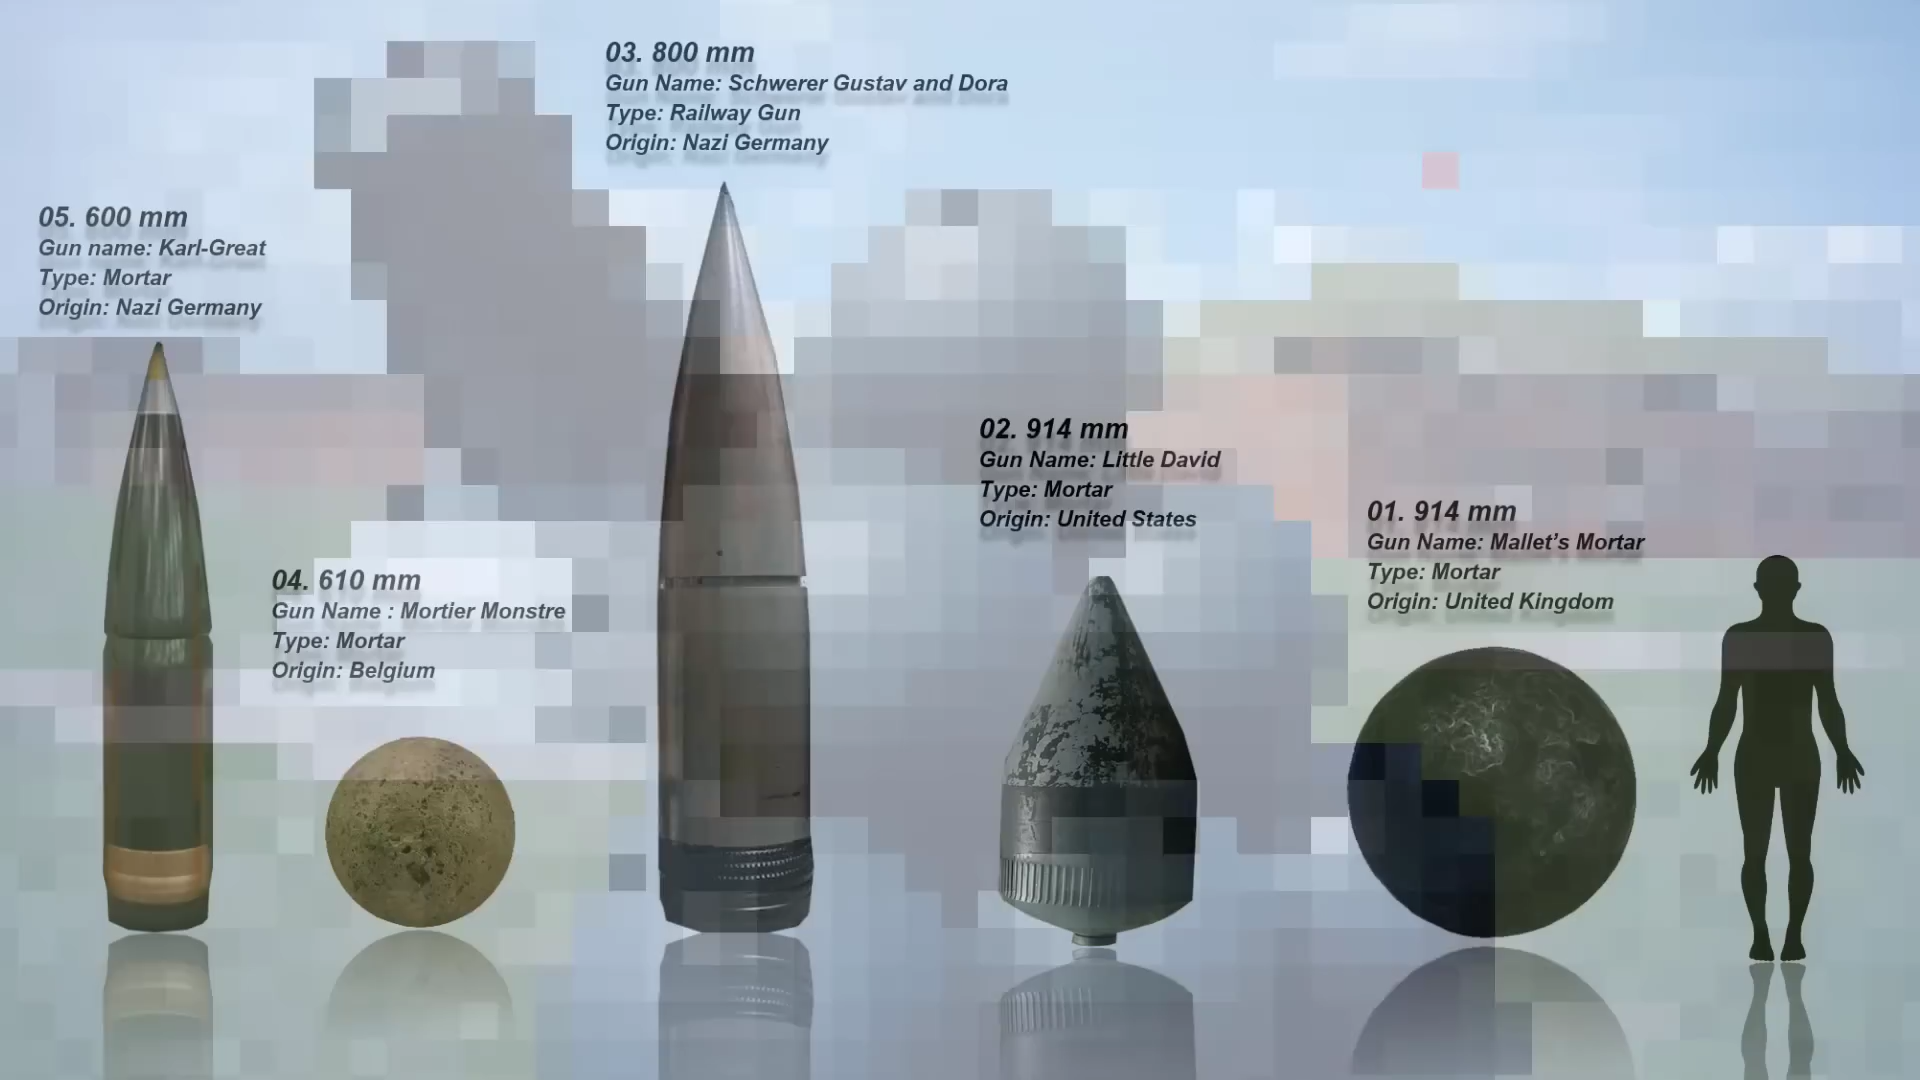 05. 600 mm
Gun name: Karl-Great
Type: Mortar
Origin: Nazi Germany
04. 610 mm
Gun Name : Mortier Monstre
Type: Mortar
Origin: Belgium
03. 800 mm
Gun Name: Schwerer Gustav and Dora
Type: Railway Gun
Origin: Nazi Germany
02. 914 mm
Gun Name: Little David
Type: Mortar
Origin: United States
01. 914 mm
Gun Name: Mallet’s Mortar
Type: Mortar
Origin: United Kingdom